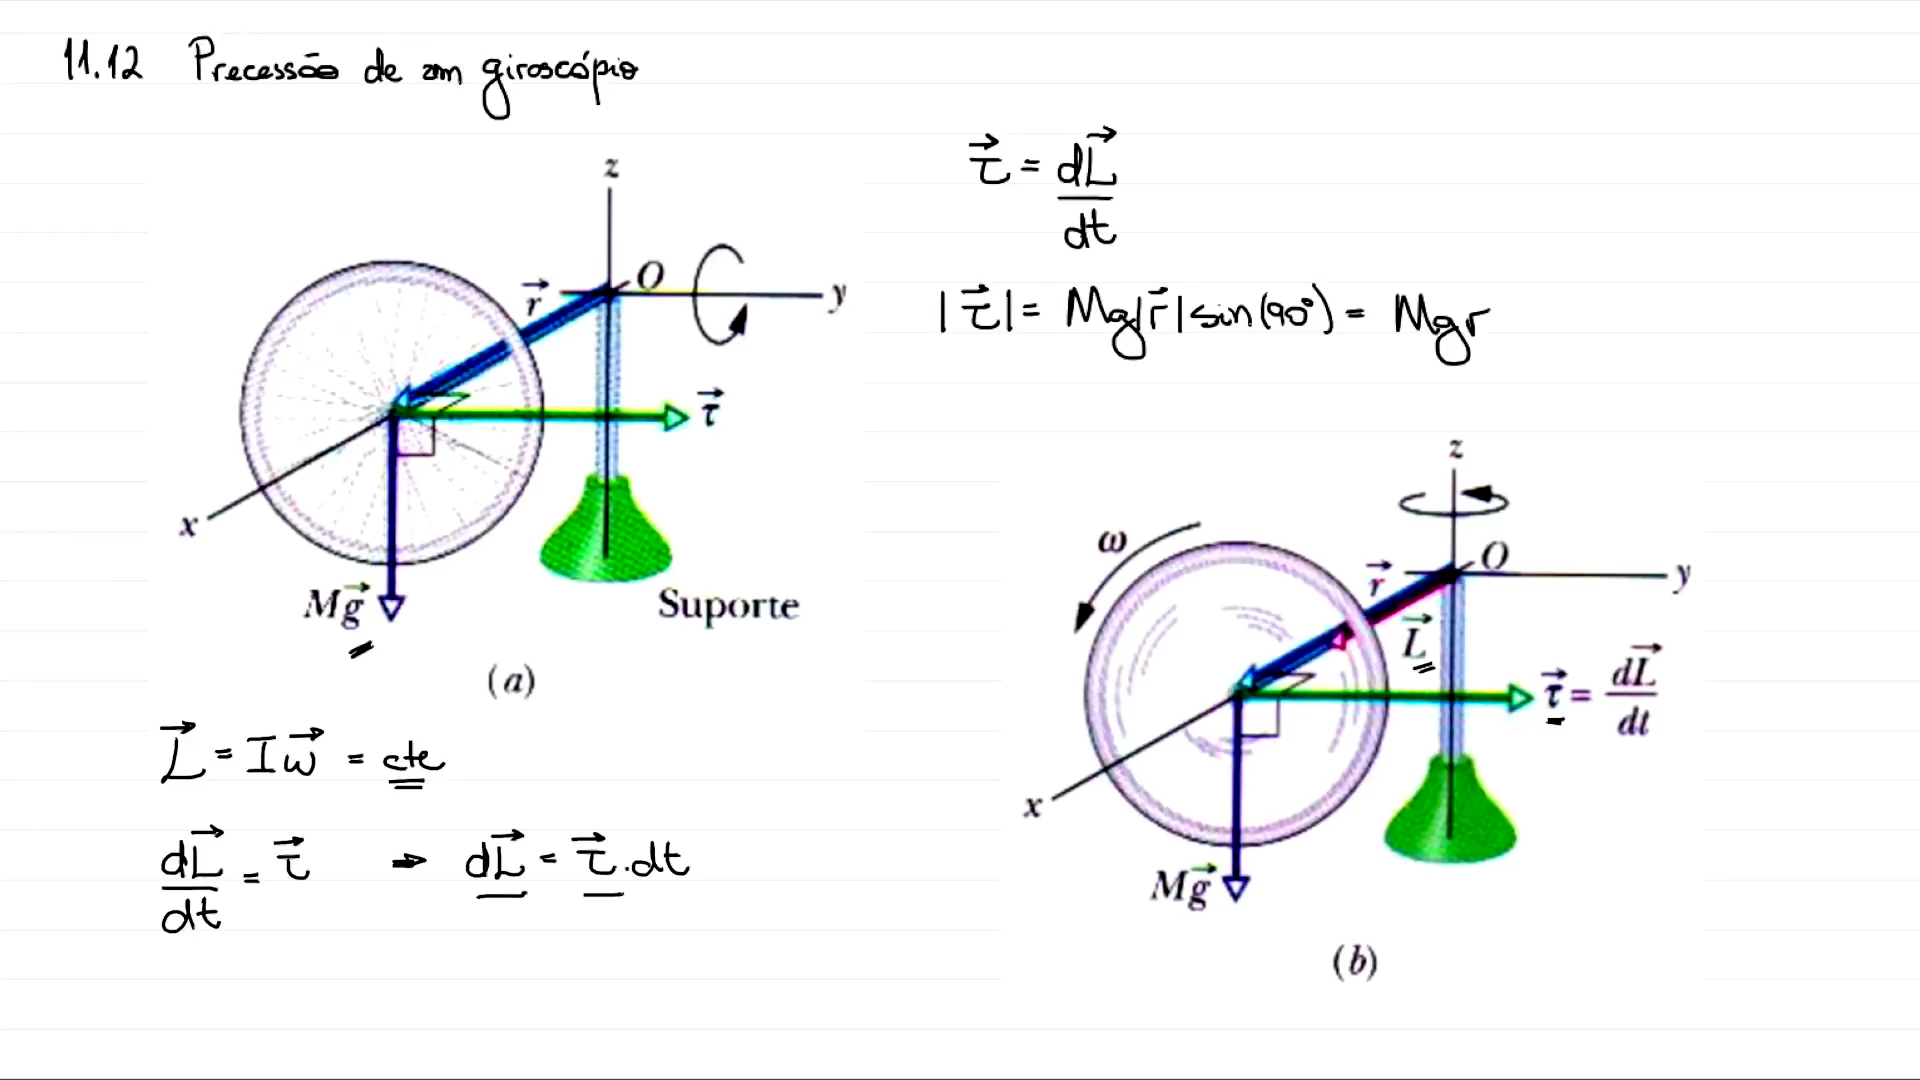 11.12 Precessão de um giroscópio
z
O
r⃗
y
τ⃗
x
Mg⃗
Suporte
(a)
L⃗ = Iω⃗ = cte
dL⃗/dt = τ⃗ → dL⃗ = τ⃗.dt
τ⃗ = dL⃗/dt
|τ⃗| = Mg|r⃗|sin(90°) = Mgr
z
ω
O
r⃗
y
L⃗
τ⃗ = dL⃗/dt
x
Mg⃗
(b)